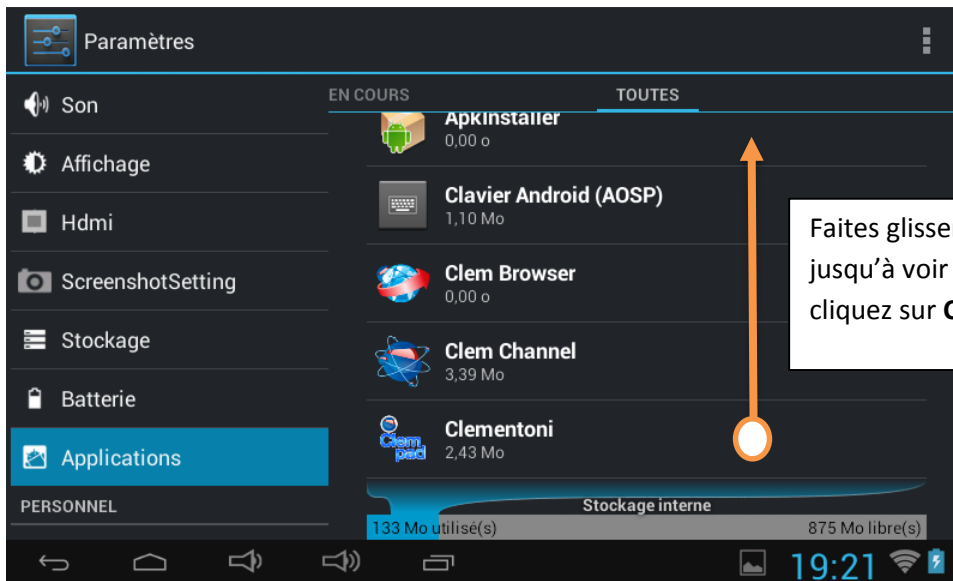 Paramètres
Son
Affichage
Hdmi
ScreenshotSetting
Stockage
Batterie
Applications
PERSONNEL
EN COURS
TOUTES
ApkInstaller
0,00 o
Clavier Android (AOSP)
1,10 Mo
Clem Browser
0,00 o
Clem Channel
3,39 Mo
Clem
pad
Clementoni
2,43 Mo
Faites glisser
jusqu’à voir
cliquez sur
Stockage interne
133 Mo utilisé(s)
875 Mo libre(s)
19:21